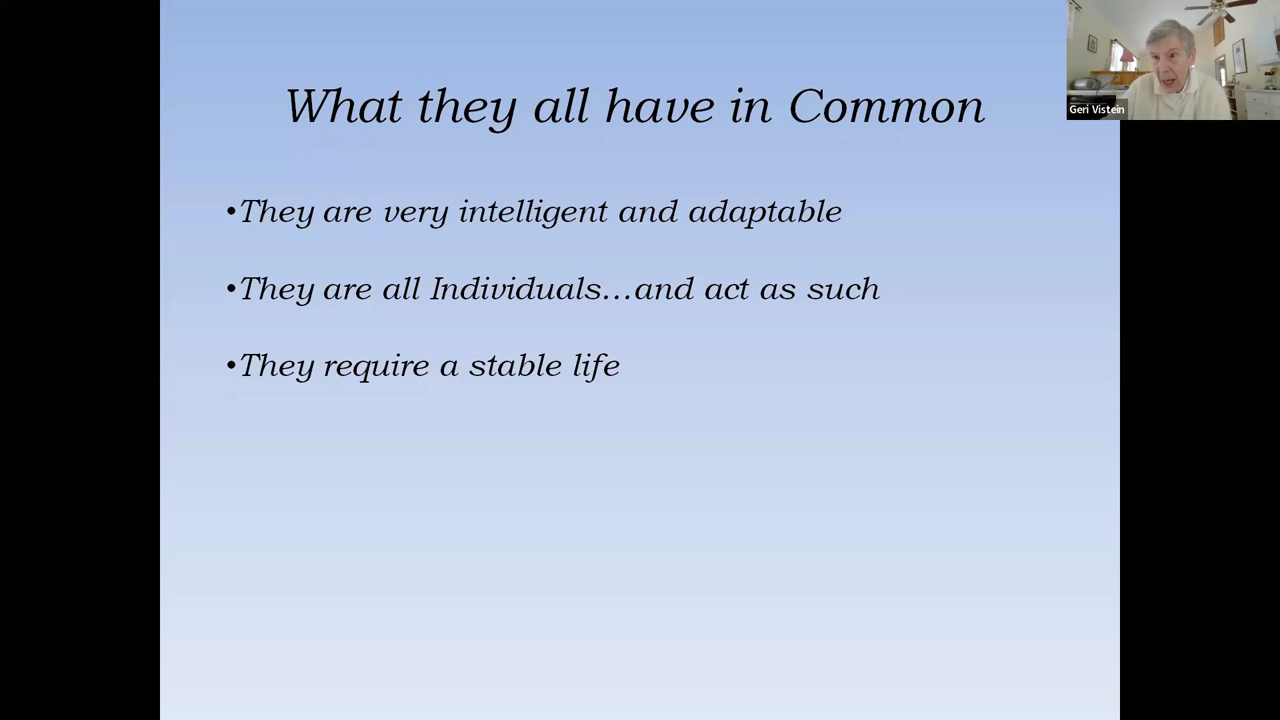 What they all have in Common
Geri Vistein
•They are very intelligent and adaptable
•They are all Individuals...and act as such
•They require a stable life